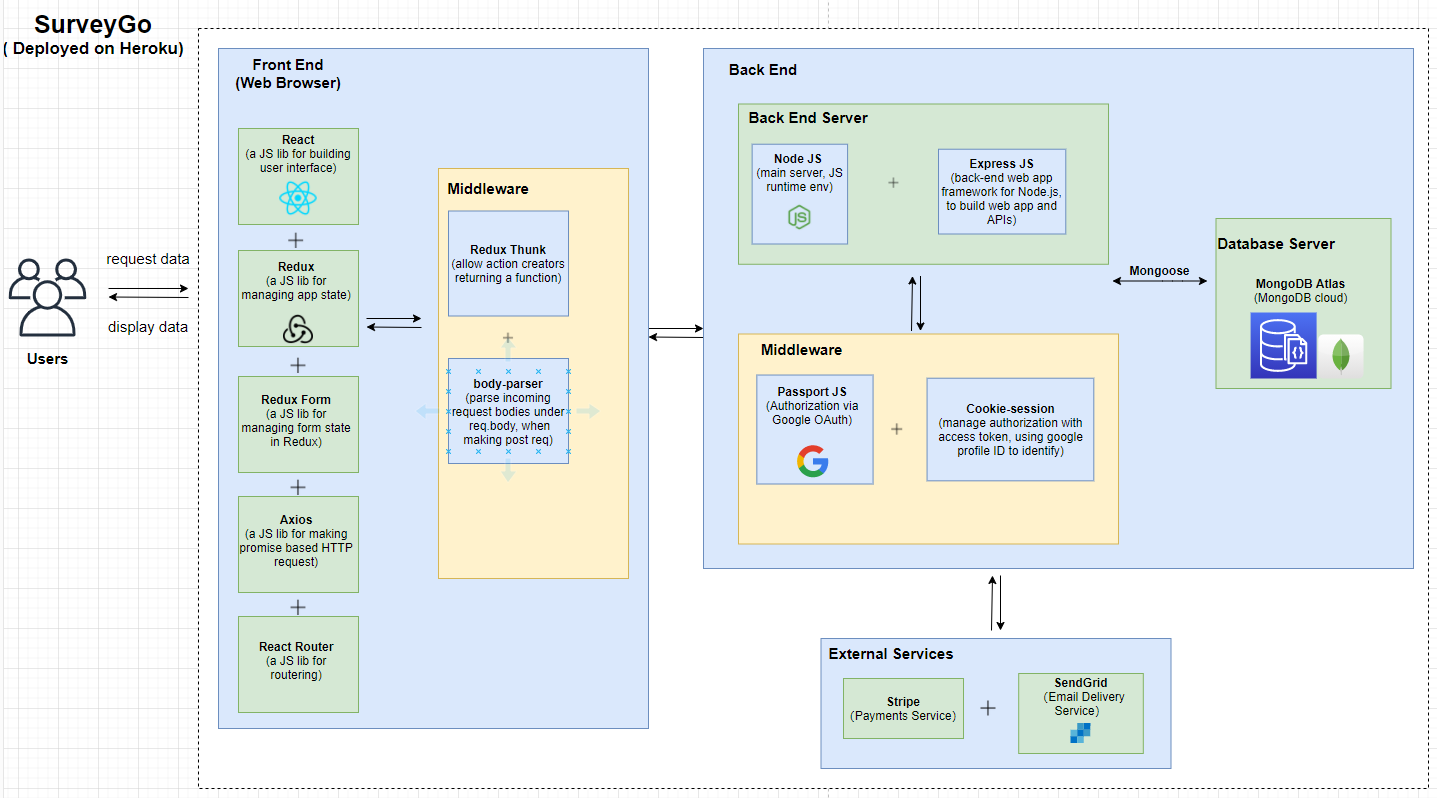 SurveyGo
( Deployed on Heroku)
request data
display data
Users
Front End
(Web Browser)
React
(a JS lib for building
user interface)
Redux
(a JS lib for
managing app state)
Redux Form
(a JS lib for
managing form state
in Redux)
Axios
(a JS lib for making
promise based HTTP
request)
React Router
(a JS lib for
routering)
Middleware
Redux Thunk
(allow action creators
returning a function)
body-parser
(parse incoming
request bodies under
req.body, when
making post req)
Back End
Back End Server
Node JS
(main server, JS
runtime env)
JS
Express JS
(back-end web app
framework for Node.js,
to build web app and
APIs)
Mongoose
Database Server
MongoDB Atlas
(MongoDB cloud)
Middleware
Passport JS
(Authorization via
Google OAuth)
Cookie-session
(manage authorization with
access token, using google
profile ID to identify)
External Services
Stripe
(Payments Service)
SendGrid
(Email Delivery
Service)